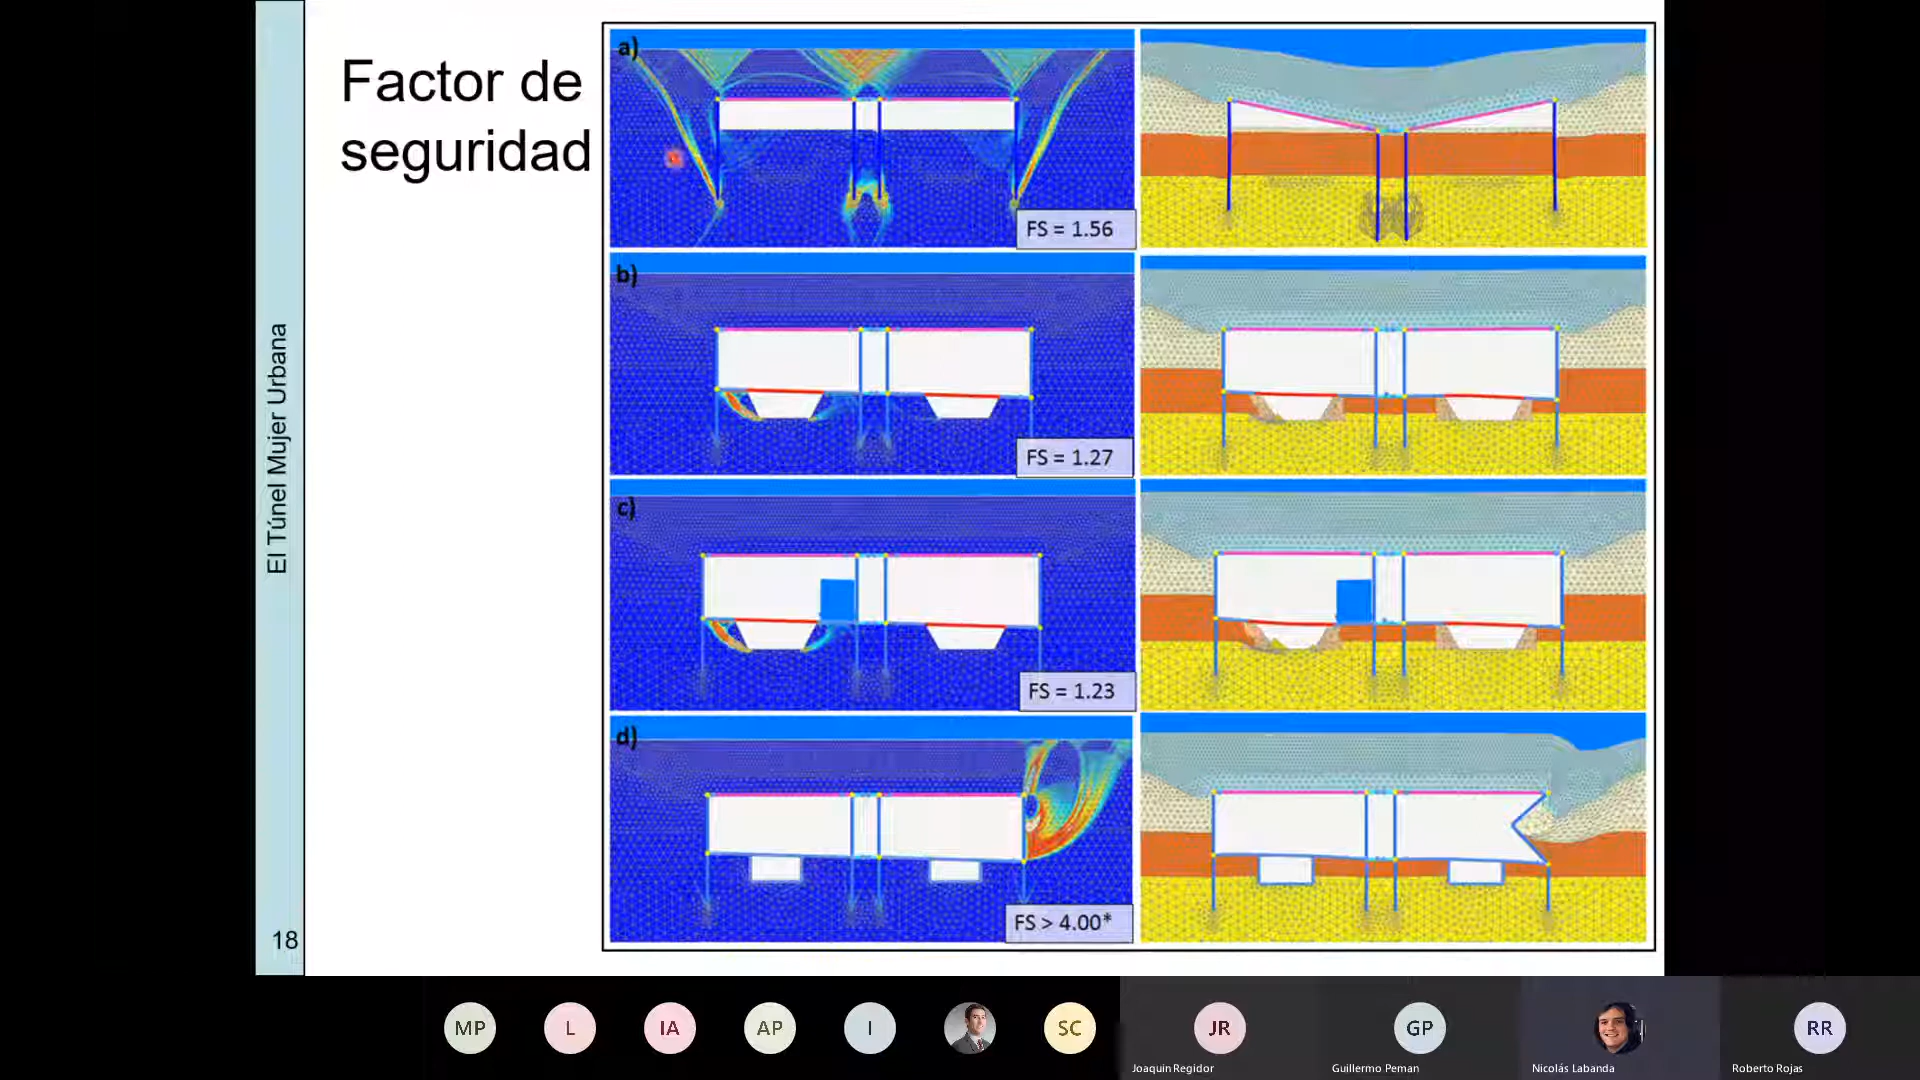 Factor de
seguridad
El Túnel Mujer Urbana
18
a)
FS = 1.56
b)
FS = 1.27
c)
FS = 1.23
d)
FS > 4.00*
MP
L
IA
AP
I
SC
JR
Joaquin Regidor
GP
Guillermo Peman
Nicolás Labanda
RR
Roberto Rojas